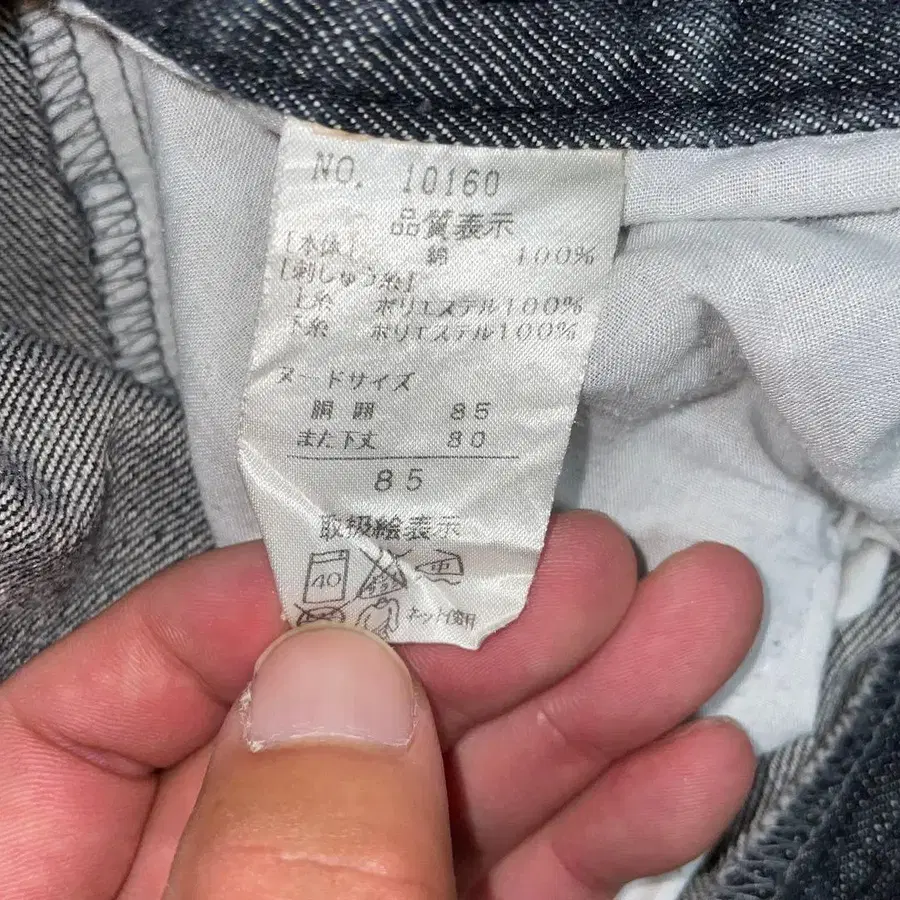 NO. 10160
品質表示
[本体] 綿 100%
[刺しゅう糸]
上糸 ポリエステル100%
下糸 ポリエステル100%
ヌードサイズ
胴囲 85
また下丈 80
85
取扱絵表示
40
中
ネット使用